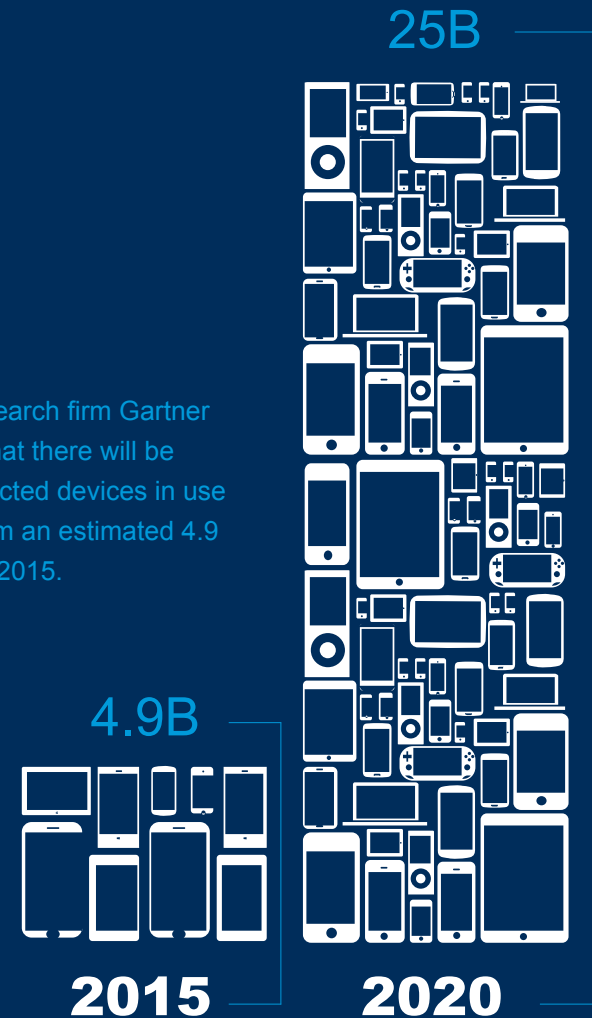 25B
earch firm Gartner
at there will be
cted devices in use
m an estimated 4.9
2015.
4.9B
2015
2020